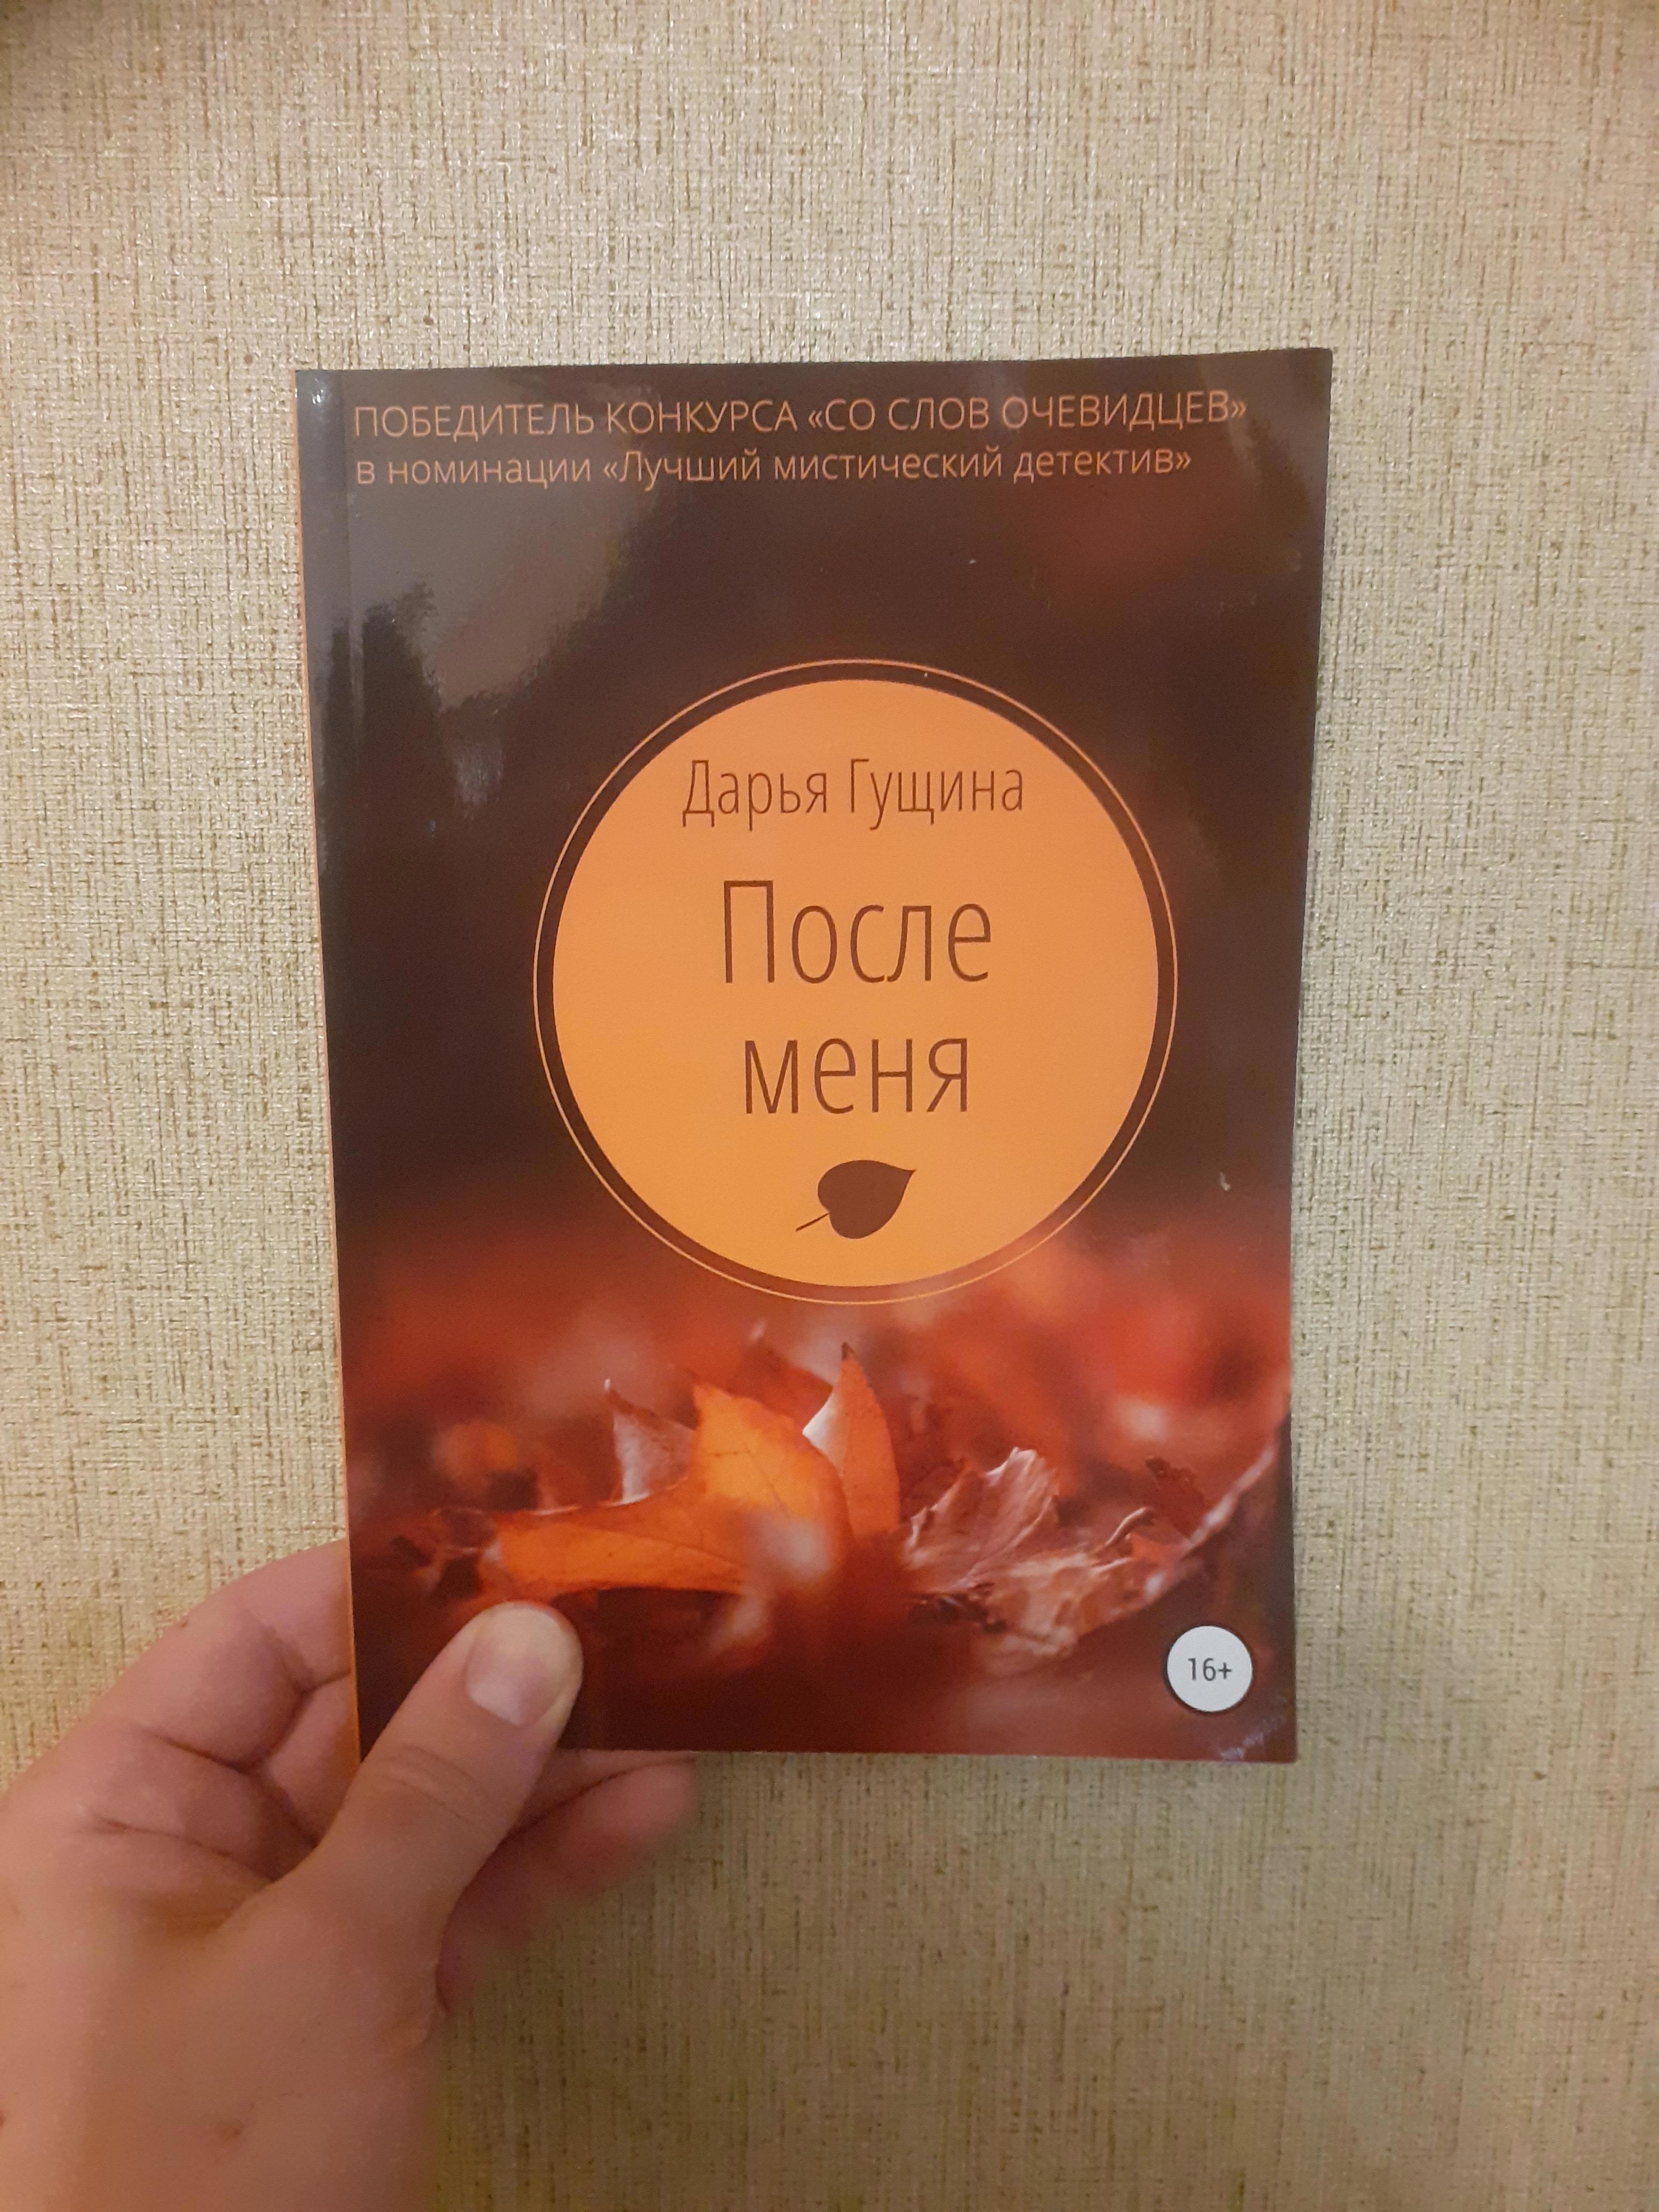 ПОБЕДИТЕЛЬ КОНКУРСА «СО СЛОВ ОЧЕВИДЦЕВ»
в номинации «Лучший мистический детектив»
Дарья Гущина
После
меня
16+